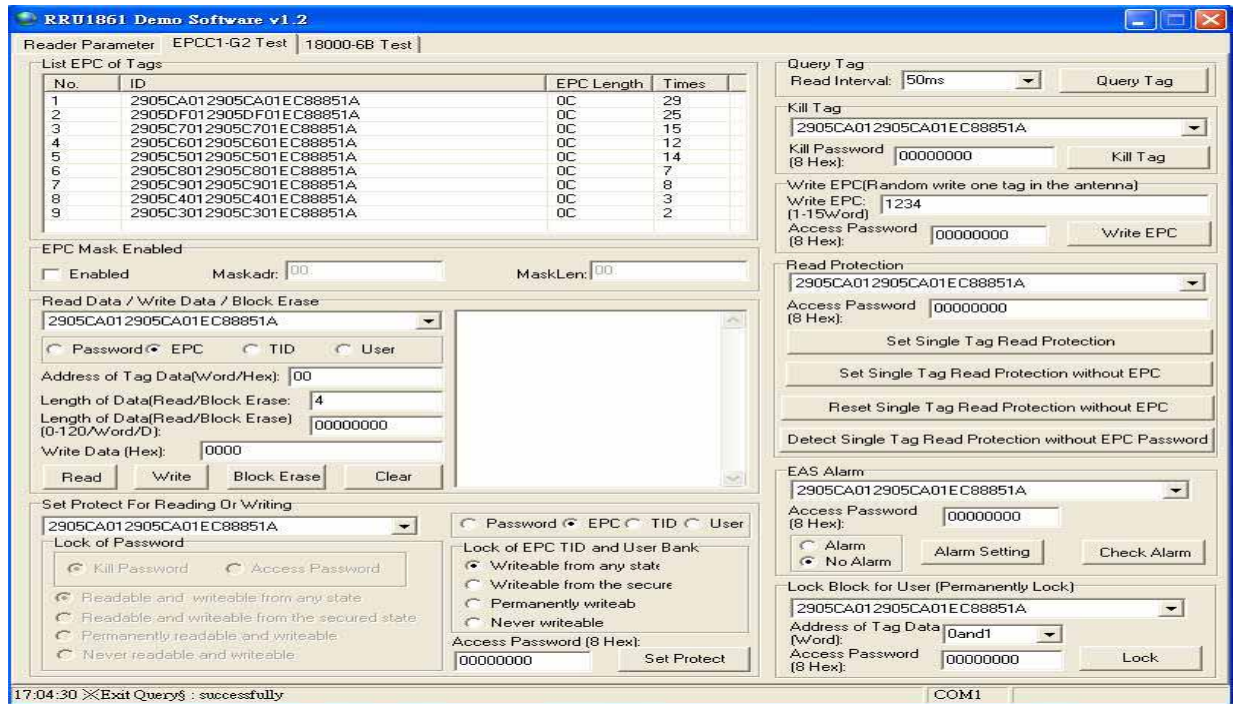 RRU1861 Demo Software v1.2
Reader Parameter EPCC1-G2 Test 18000-6B Test
List EPC of Tags
No. ID EPC Length Times
1 2905CA012905CA01EC88851A 0C 29
2 2905DF012905DF01EC88851A 0C 25
3 2905C7012905C701EC88851A 0C 15
4 2905C6012905C601EC88851A 0C 12
5 2905C5012905C501EC88851A 0C 14
6 2905C8012905C801EC88851A 0C 7
7 2905C9012905C901EC88851A 0C 8
8 2905C4012905C401EC88851A 0C 3
9 2905C3012905C301EC88851A 0C 2
EPC Mask Enabled
Enabled Maskadr: 00 MaskLen: 00
Read Data / Write Data / Block Erase
2905CA012905CA01EC88851A
Password EPC TID User
Address of Tag Data(Word/Hex): 00
Length of Data(Read/Block Erase: 4
Length of Data(Read/Block Erase)
(0-120/Word/D): 00000000
Write Data (Hex): 0000
Read Write Block Erase Clear
Set Protect For Reading Or Writing
2905CA012905CA01EC88851A
Lock of Password
Kill Password Access Password
Readable and writeable from any state
Readable and writeable from the secured state
Permanently readable and writeable
Never readable and writeable
Password EPC TID User
Lock of EPC TID and User Bank
Writeable from any state
Writeable from the secure
Permanently writeab
Never writeable
Access Password (8 Hex):
00000000 Set Protect
Query Tag
Read Interval: 50ms Query Tag
Kill Tag
2905CA012905CA01EC88851A
Kill Password
(8 Hex): 00000000 Kill Tag
Write EPC(Random write one tag in the antenna)
Write EPC: 1234
(1-15Word)
Access Password
(8 Hex): 00000000 Write EPC
Read Protection
2905CA012905CA01EC88851A
Access Password 00000000
(8 Hex):
Set Single Tag Read Protection
Set Single Tag Read Protection without EPC
Reset Single Tag Read Protection without EPC
Detect Single Tag Read Protection without EPC Password
EAS Alarm
2905CA012905CA01EC88851A
Access Password
(8 Hex): 00000000
Alarm
No Alarm Alarm Setting Check Alarm
Lock Block for User (Permanently Lock)
2905CA012905CA01EC88851A
Address of Tag Data
(Word): 0and1
Access Password
(8 Hex): 00000000 Lock
17:04:30 ※Exit Query§ : successfully COM1